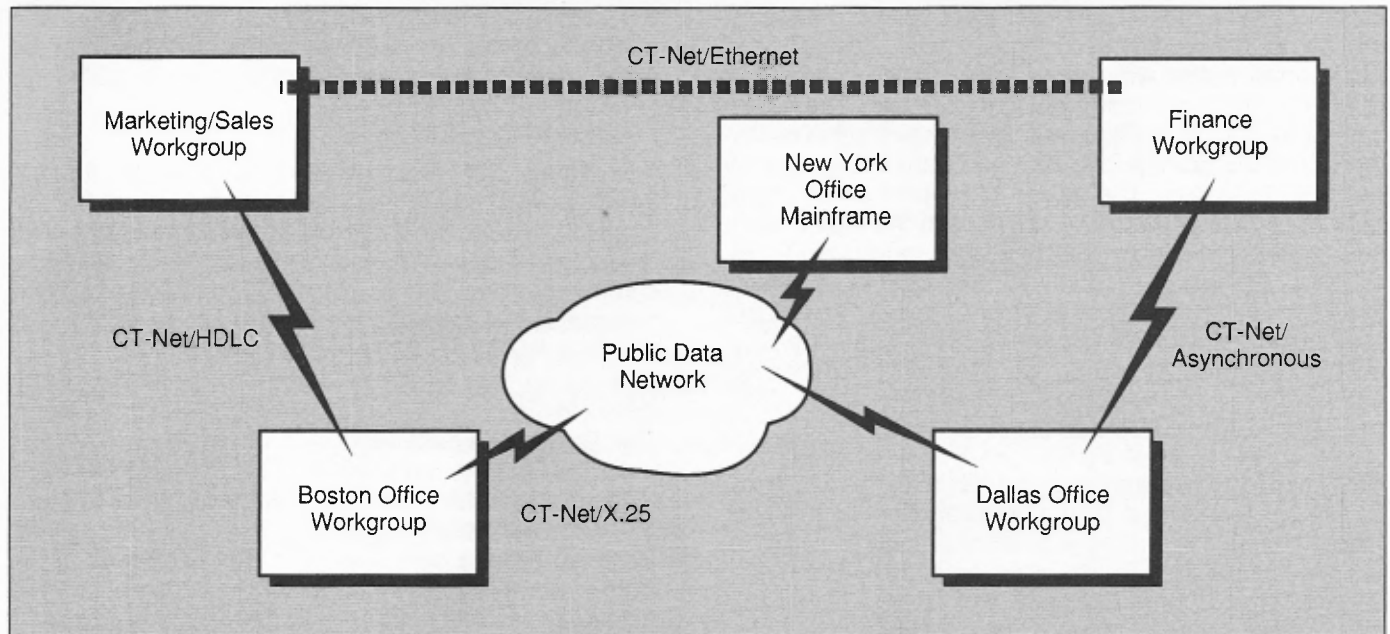 CT-Net/Ethernet
Marketing/Sales
Workgroup
Finance
Workgroup
New York
Office
Mainframe
CT-Net/HDLC
Public Data
Network
CT-Net/
Asynchronous
Boston Office
Workgroup
CT-Net/X.25
Dallas Office
Workgroup